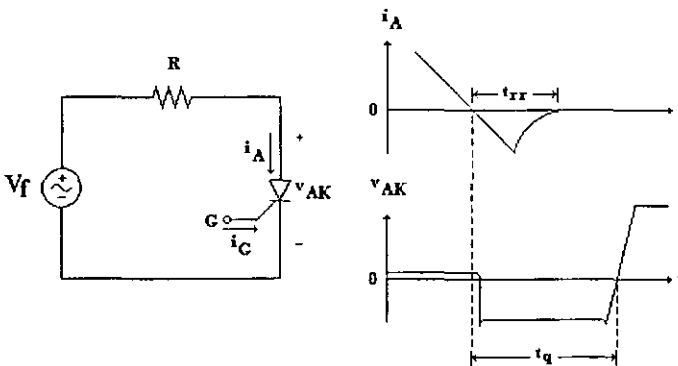 R
+
i_A
V_f
+
-
v_AK
G
i_G
-
i_A
0
t_rr
v_AK
0
t_q